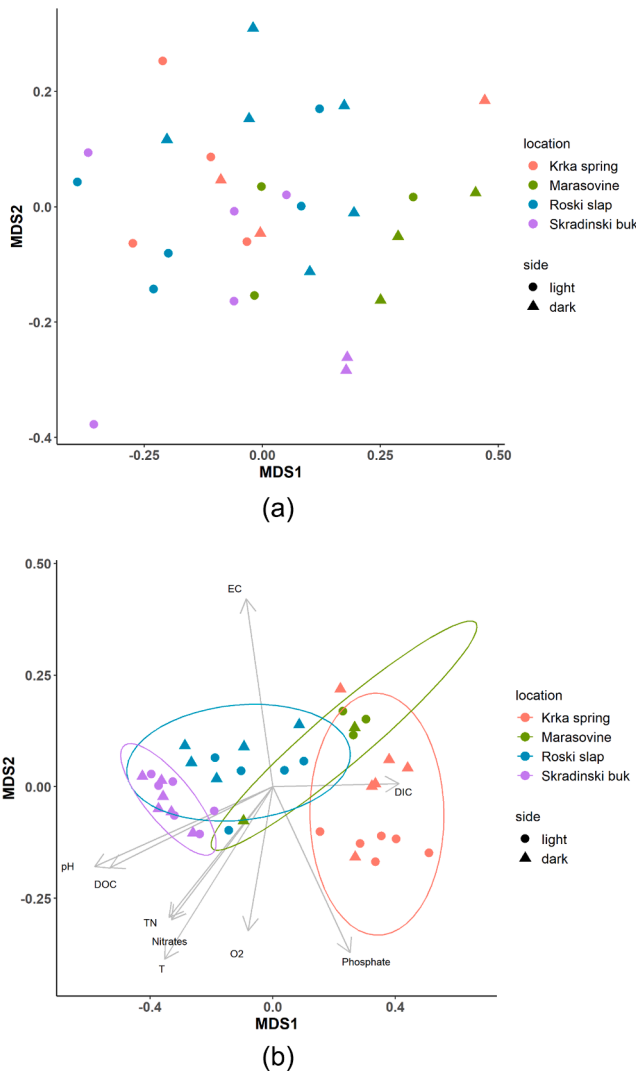 MDS2
0.2
0.0
-0.2
-0.4
-0.25
0.00
0.25
0.50
MDS1
location
Krka spring
Marasovine
Roski slap
Skradinski buk
side
light
dark
(a)
MDS2
0.50
0.25
0.00
-0.25
-0.4
0.0
0.4
MDS1
EC
DIC
pH
DOC
TN
Nitrates
T
O2
Phosphate
location
Krka spring
Marasovine
Roski slap
Skradinski buk
side
light
dark
(b)